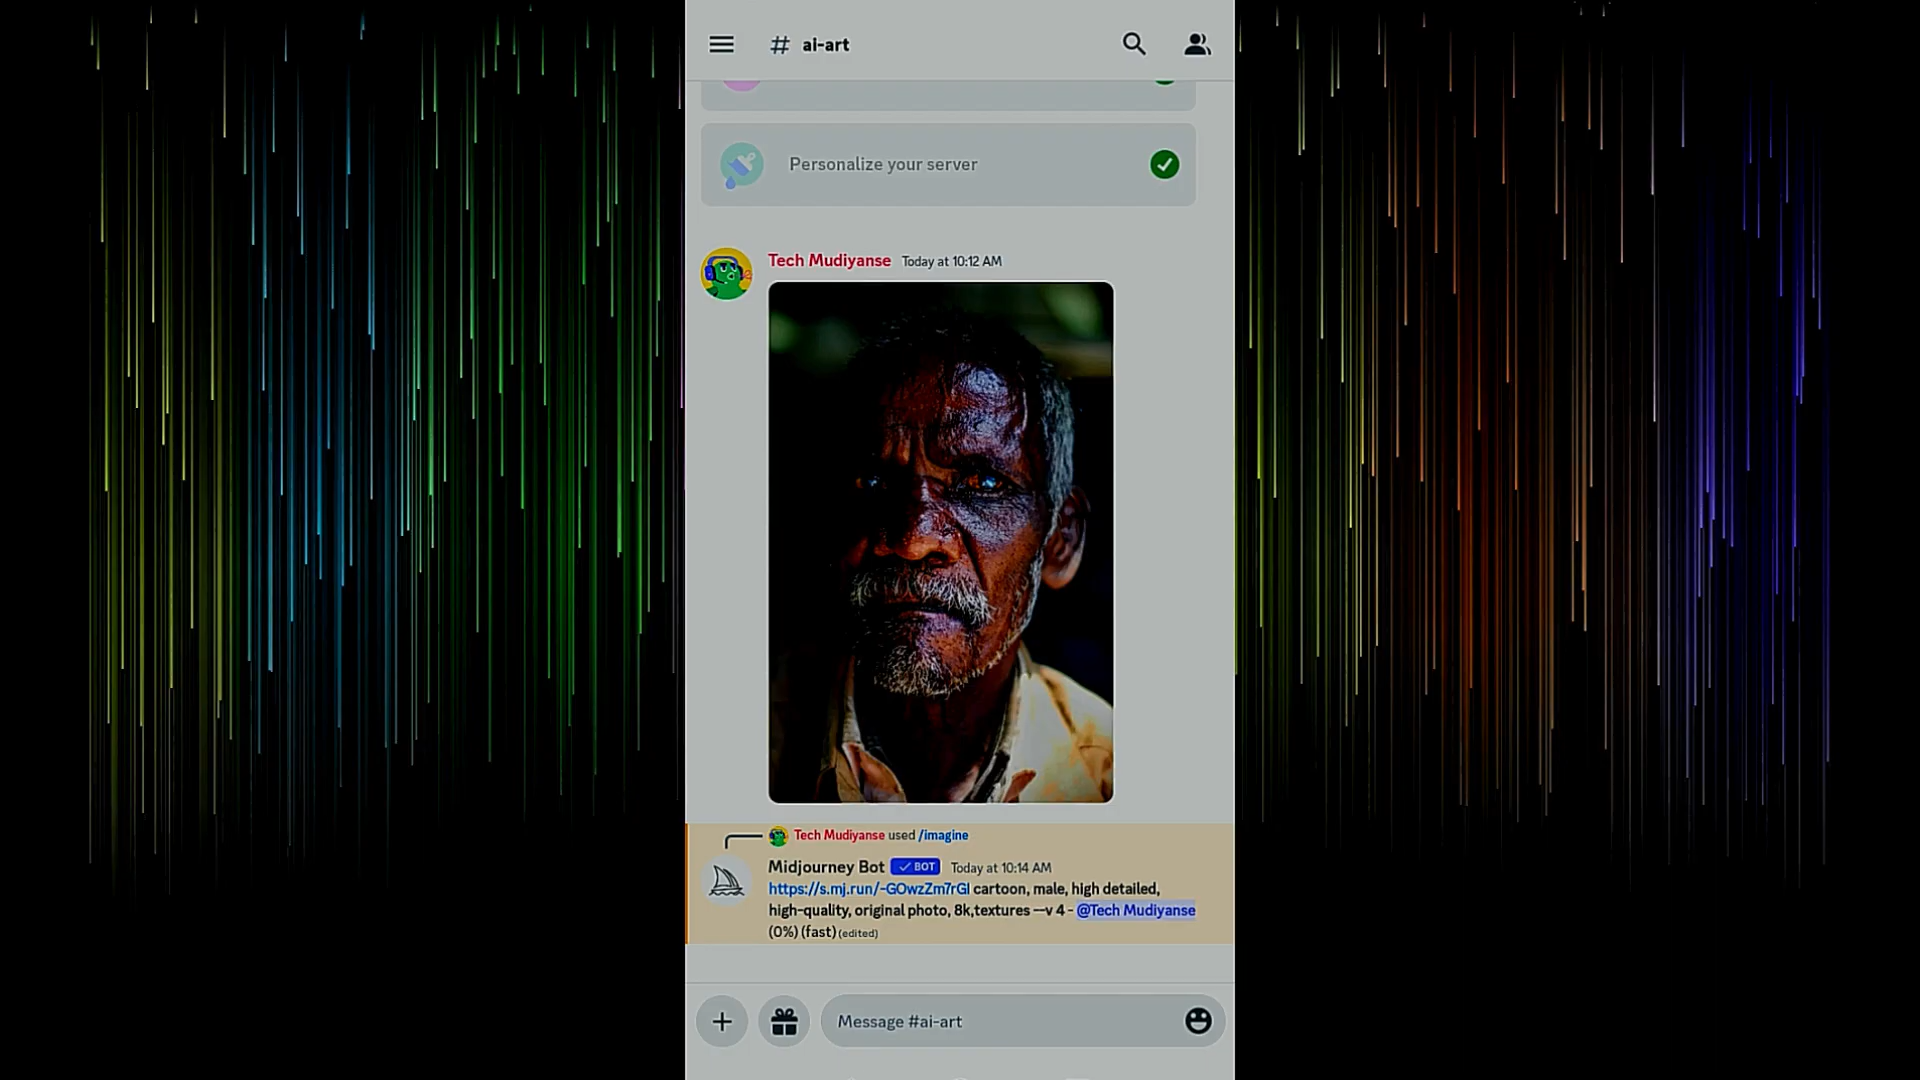 # ai-art
Personalize your server
Tech Mudiyanse Today at 10:12 AM
Tech Mudiyanse used /imagine
Midjourney Bot BOT Today at 10:14 AM
https://s.mj.run/-GOwzZm7rGI cartoon, male, high detailed,
high-quality, original photo, 8k,textures --v 4 - @Tech Mudiyanse
(0%) (fast) (edited)
Message #ai-art